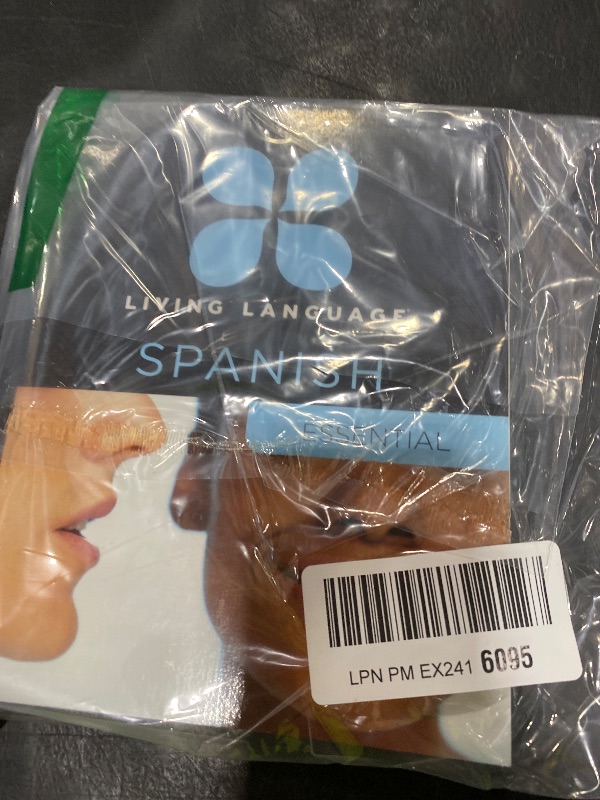 LIVING LANGUAGE
SPANISH
ESSENTIAL
LPN PM EX241 6095